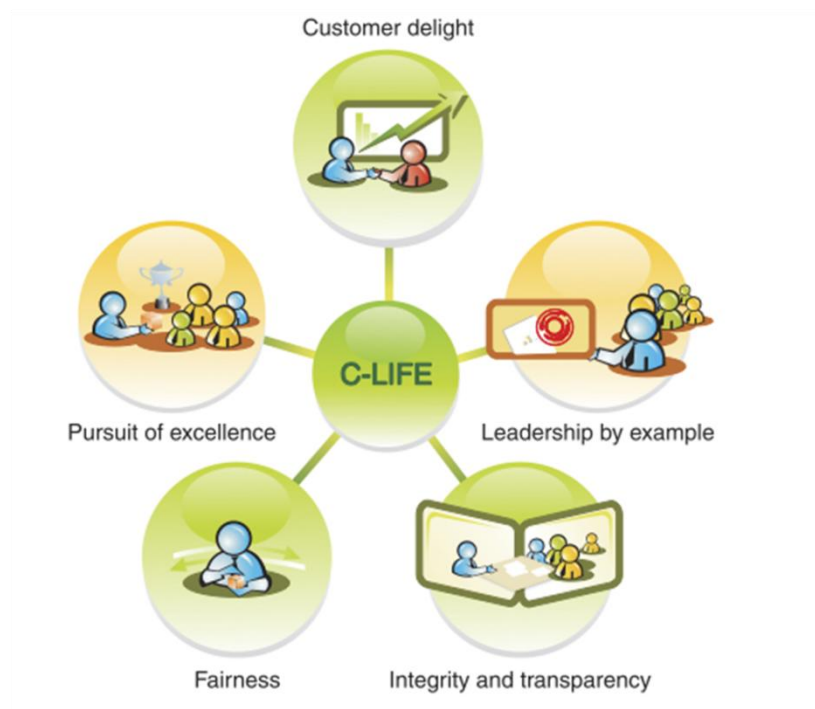 Customer delight
C-LIFE
Pursuit of excellence
Leadership by example
Fairness
Integrity and transparency